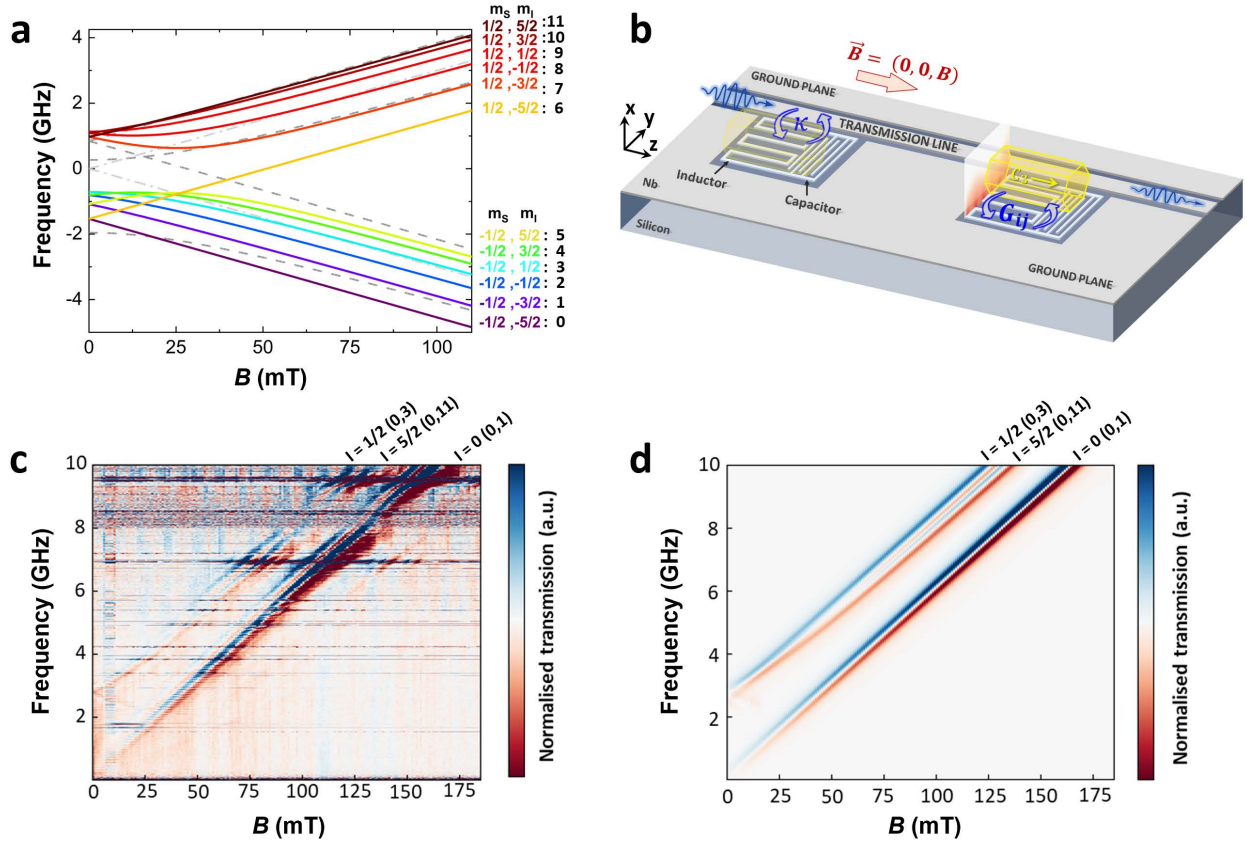 a
m_S m_I
1/2 , 5/2 : 11
1/2 , 3/2 : 10
1/2 , 1/2 : 9
1/2 ,-1/2 : 8
1/2 ,-3/2 : 7
1/2 ,-5/2 : 6
4
2
0
-2
-4
Frequency (GHz)
m_S m_I
-1/2 , 5/2 : 5
-1/2 , 3/2 : 4
-1/2 , 1/2 : 3
-1/2 ,-1/2 : 2
-1/2 ,-3/2 : 1
-1/2 ,-5/2 : 0
0 25 50 75 100
B (mT)
b
B⃗ = (0, 0, B)
GROUND PLANE
x
y
z
κ
TRANSMISSION LINE
Inductor
Capacitor
G_ij
Nb
Silicon
GROUND PLANE
GROUND PLANE
c
I = 1/2 (0,3)
I = 5/2 (0,11)
I = 0 (0,1)
10
8
6
4
2
Frequency (GHz)
Normalised transmission (a.u.)
0 25 50 75 100 125 150 175
B (mT)
d
I = 1/2 (0,3)
I = 5/2 (0,11)
I = 0 (0,1)
10
8
6
4
2
Frequency (GHz)
Normalised transmission (a.u.)
0 25 50 75 100 125 150 175
B (mT)